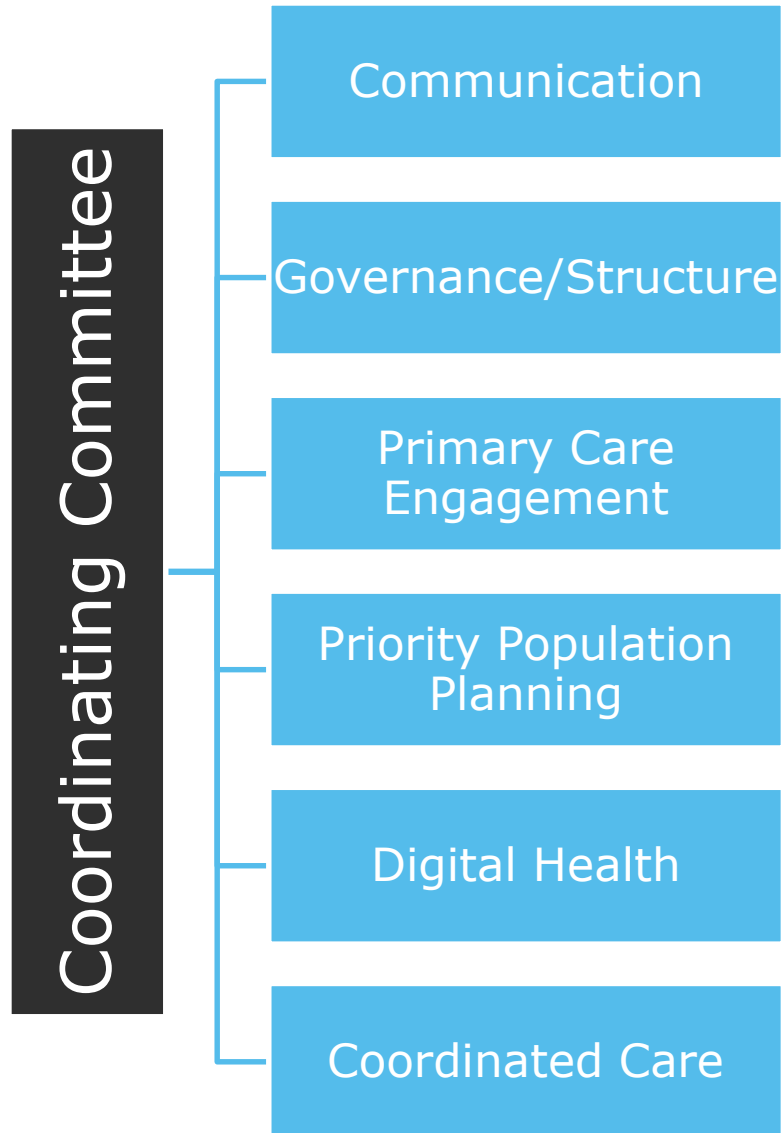 Coordinating Committee
Communication
Governance/Structure
Primary Care
Engagement
Priority Population
Planning
Digital Health
Coordinated Care